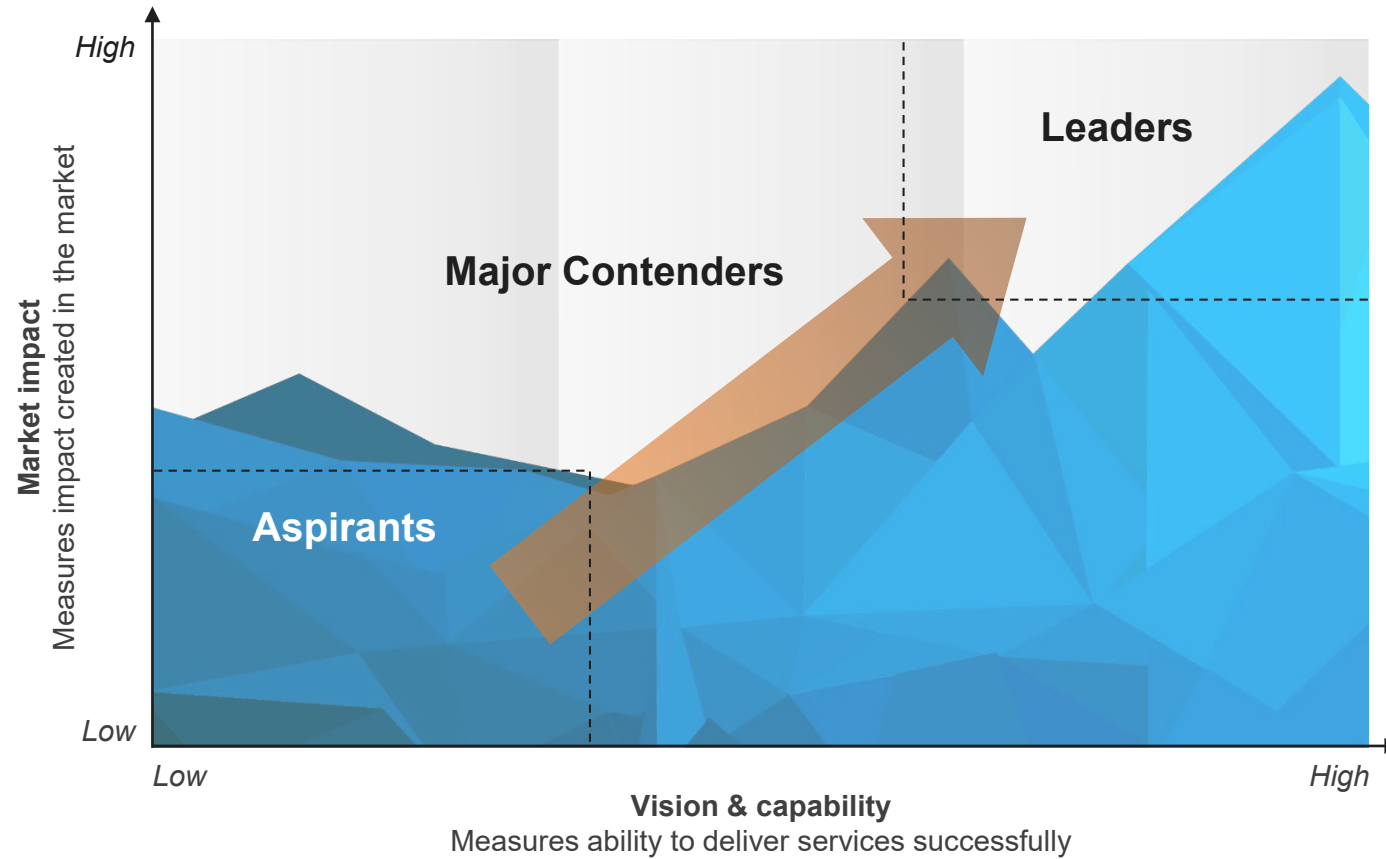 High
Leaders
Major Contenders
Market impact
Measures impact created in the market
Aspirants
Low
Low
High
Vision & capability
Measures ability to deliver services successfully